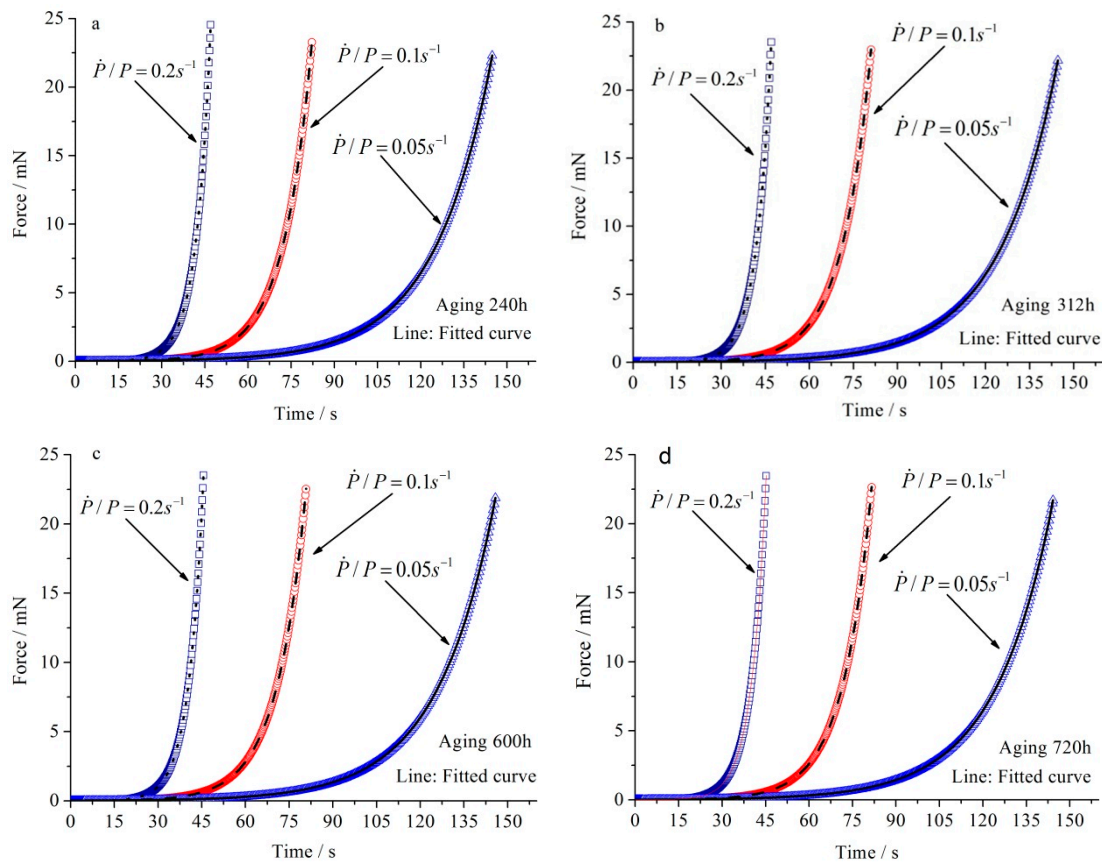 a
Force / mN
25
20
15
10
5
0
Ṗ / P = 0.2s⁻¹
Ṗ / P = 0.1s⁻¹
Ṗ / P = 0.05s⁻¹
Aging 240h
Line: Fitted curve
0 15 30 45 60 75 90 105 120 135 150
Time / s
b
Force / mN
25
20
15
10
5
0
Ṗ / P = 0.2s⁻¹
Ṗ / P = 0.1s⁻¹
Ṗ / P = 0.05s⁻¹
Aging 312h
Line: Fitted curve
0 15 30 45 60 75 90 105 120 135 150
Time / s
c
Force / mN
25
20
15
10
5
0
Ṗ / P = 0.2s⁻¹
Ṗ / P = 0.1s⁻¹
Ṗ / P = 0.05s⁻¹
Aging 600h
Line: Fitted curve
0 15 30 45 60 75 90 105 120 135 150
Time / s
d
Force / mN
25
20
15
10
5
0
Ṗ / P = 0.2s⁻¹
Ṗ / P = 0.1s⁻¹
Ṗ / P = 0.05s⁻¹
Aging 720h
Line: Fitted curve
0 15 30 45 60 75 90 105 120 135 150
Time / s